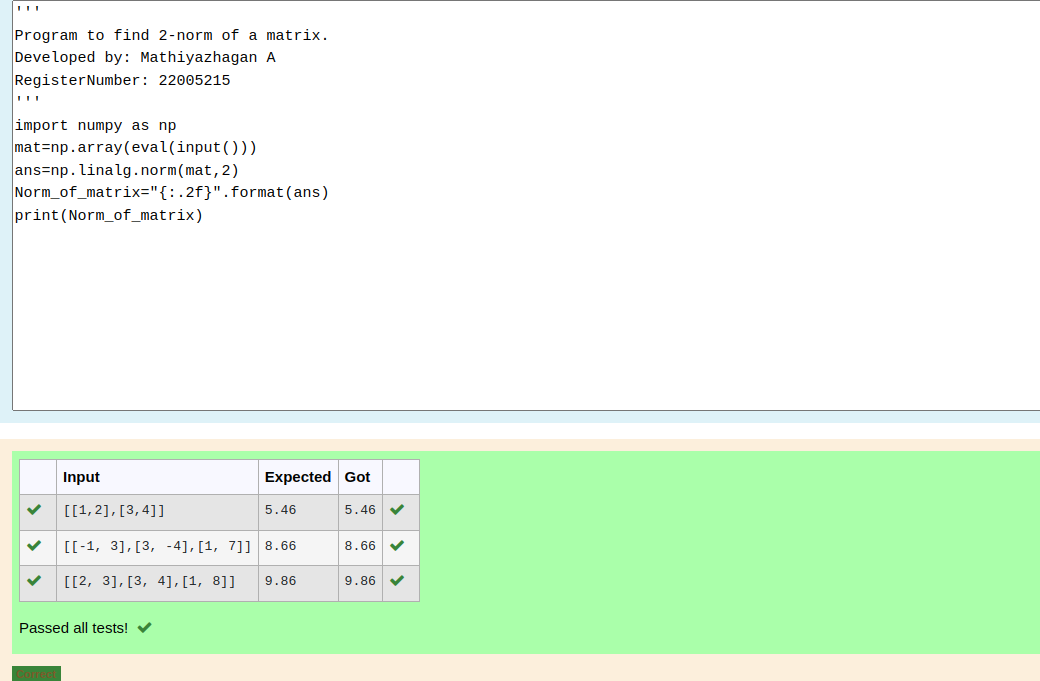 '''
Program to find 2-norm of a matrix.
Developed by: Mathiyazhagan A
RegisterNumber: 22005215
'''
import numpy as np
mat=np.array(eval(input()))
ans=np.linalg.norm(mat,2)
Norm_of_matrix="{:.2f}".format(ans)
print(Norm_of_matrix)
Input Expected Got
[[1,2],[3,4]] 5.46 5.46
[[-1, 3],[3, -4],[1, 7]] 8.66 8.66
[[2, 3],[3, 4],[1, 8]] 9.86 9.86
Passed all tests!
Correct